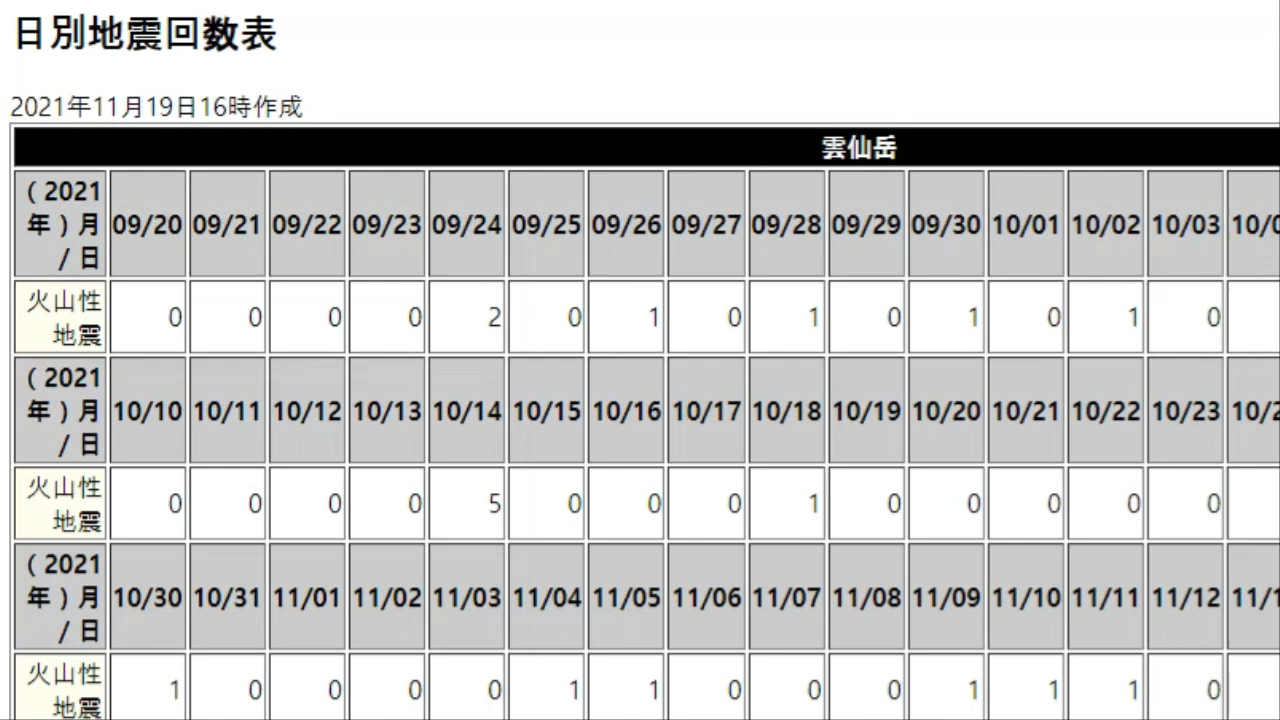 日別地震回数表
2021年11月19日16時作成
雲仙岳
(2021年)月/日 09/20 09/21 09/22 09/23 09/24 09/25 09/26 09/27 09/28 09/29 09/30 10/01 10/02 10/03
火山性地震 0 0 0 0 2 0 1 0 1 0 1 0 1 0
(2021年)月/日 10/10 10/11 10/12 10/13 10/14 10/15 10/16 10/17 10/18 10/19 10/20 10/21 10/22 10/23
火山性地震 0 0 0 0 5 0 0 0 1 0 0 0 0 0
(2021年)月/日 10/30 10/31 11/01 11/02 11/03 11/04 11/05 11/06 11/07 11/08 11/09 11/10 11/11 11/12
火山性地震 1 0 0 0 0 1 1 0 0 0 1 1 1 0